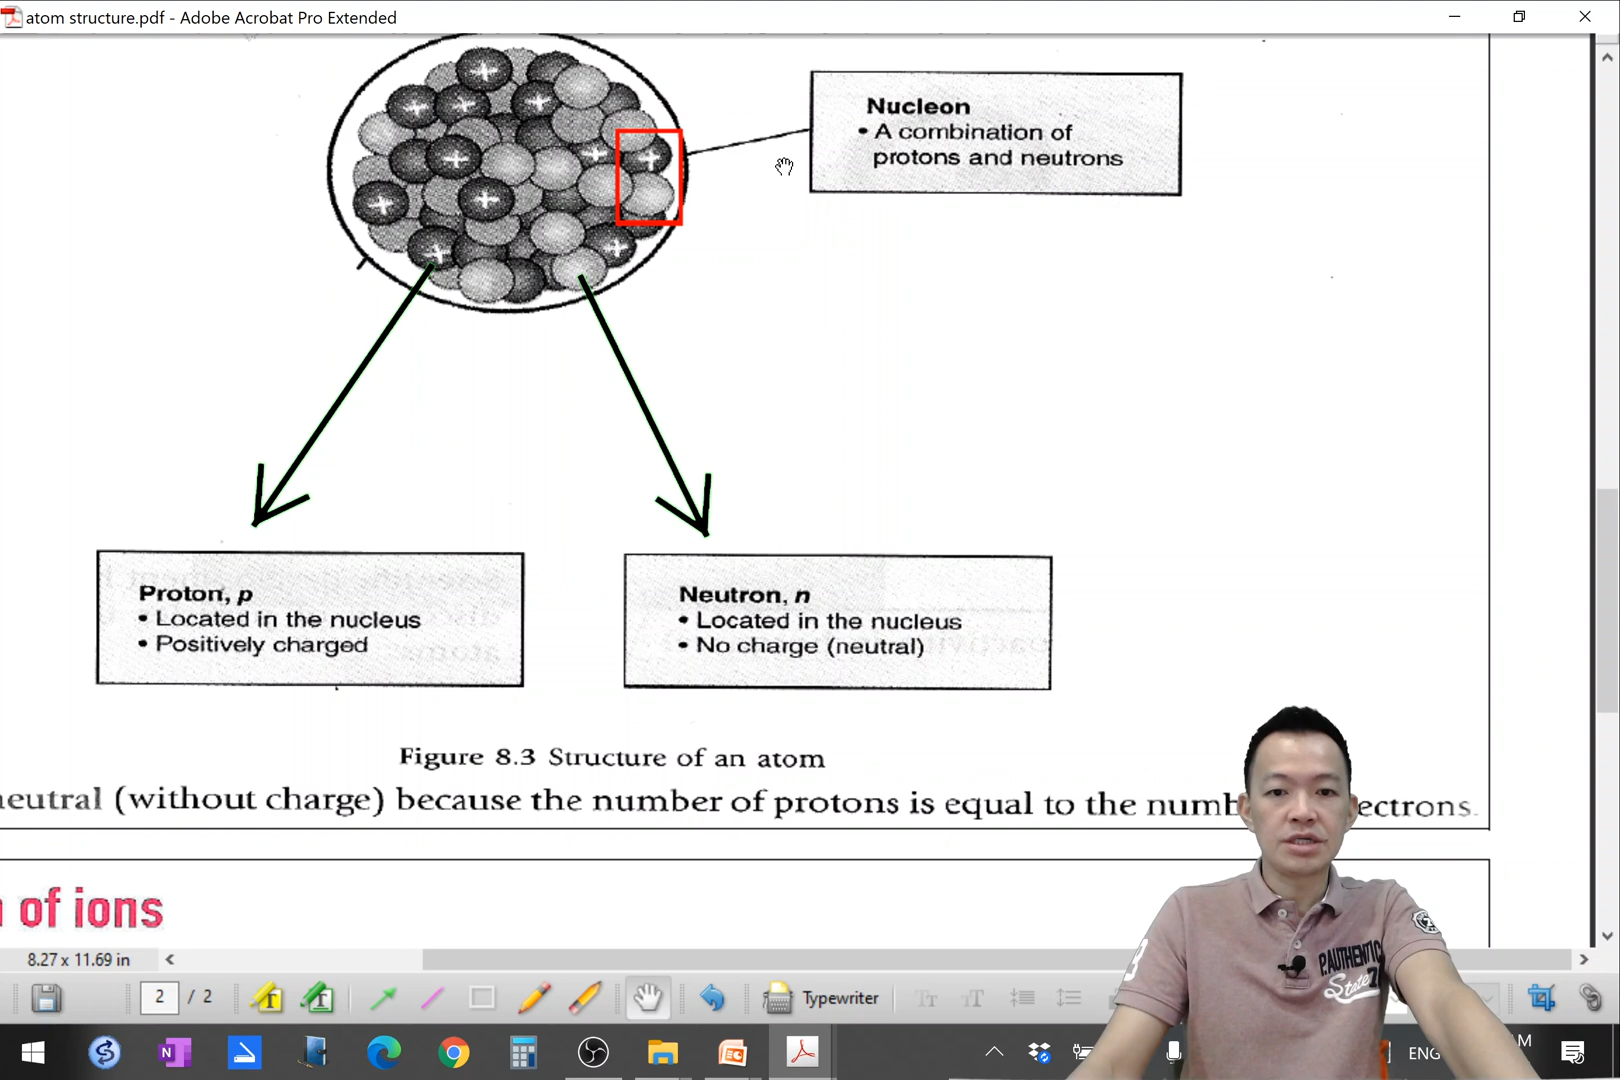 atom structure.pdf - Adobe Acrobat Pro Extended
Nucleon
• A combination of
protons and neutrons
Proton, p
• Located in the nucleus
• Positively charged
Neutron, n
• Located in the nucleus
• No charge (neutral)
Figure 8.3 Structure of an atom
neutral (without charge) because the number of protons is equal to the ectrons.
of ions
8.27 x 11.69 in
2 / 2
Typewriter
P.AUTHENTIC
State
ENG
M